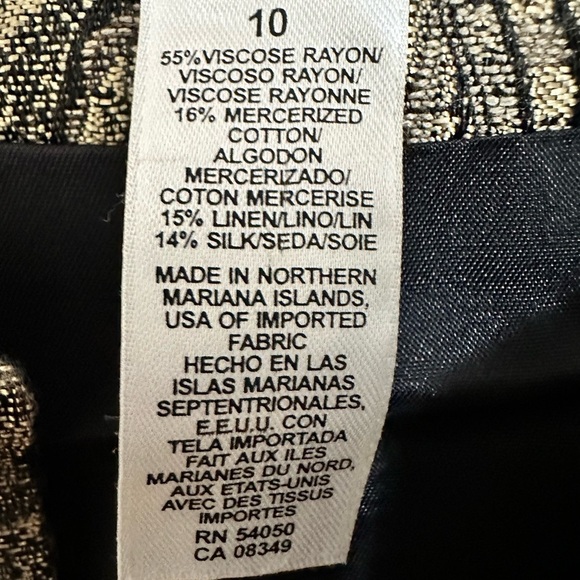 10
55%VISCOSE RAYON/
VISCOSO RAYON/
VISCOSE RAYONNE
16% MERCERIZED
COTTON/
ALGODON
MERCERIZADO/
COTON MERCERISE
15% LINEN/LINO/LIN
14% SILK/SEDA/SOIE
MADE IN NORTHERN
MARIANA ISLANDS,
USA OF IMPORTED
FABRIC
HECHO EN LAS
ISLAS MARIANAS
SEPTENTRIONALES,
E.E.U.U. CON
TELA IMPORTADA
FAIT AUX ILES
MARIANES DU NORD,
AUX ETATS-UNIS
AVEC DES TISSUS
IMPORTES
RN 54050
CA 08349